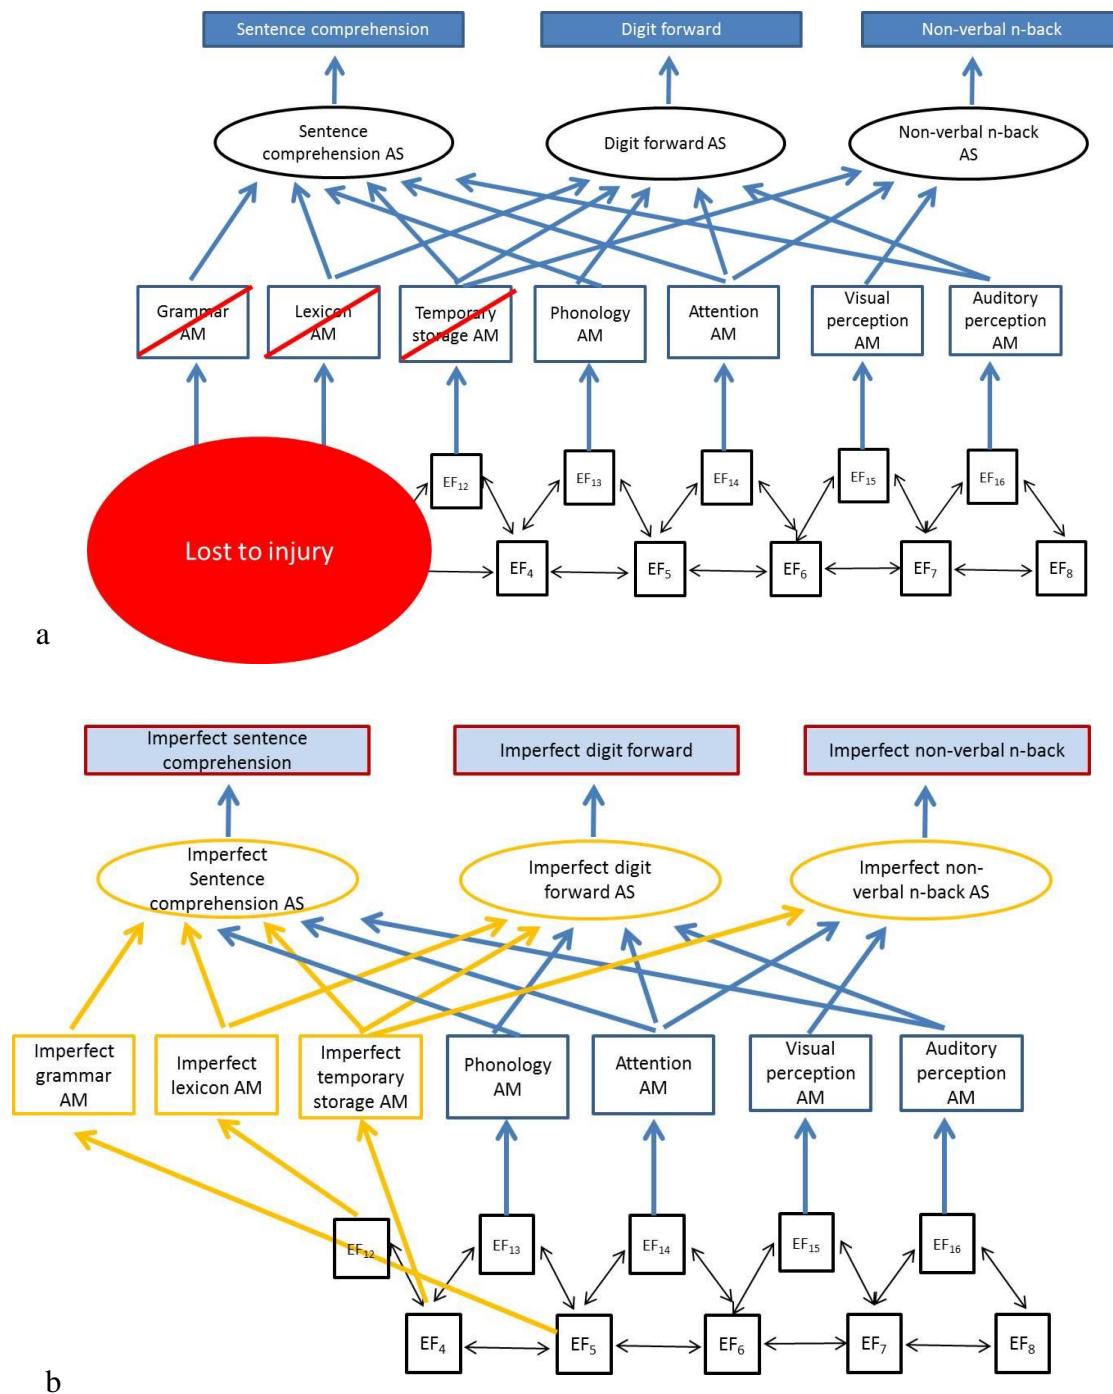 Sentence comprehension
Digit forward
Non-verbal n-back
Sentence
comprehension AS
Digit forward AS
Non-verbal n-back
AS
Grammar
AM
Lexicon
AM
Temporary
storage AM
Phonology
AM
Attention
AM
Visual
perception
AM
Auditory
perception
AM
EF12
EF13
EF14
EF15
EF16
Lost to injury
EF4
EF5
EF6
EF7
EF8
a
Imperfect sentence
comprehension
Imperfect digit forward
Imperfect non-verbal n-back
Imperfect
Sentence
comprehension AS
Imperfect digit
forward AS
Imperfect non-
verbal n-back AS
Imperfect
grammar
AM
Imperfect
lexicon AM
Imperfect
temporary
storage AM
Phonology
AM
Attention
AM
Visual
perception
AM
Auditory
perception
AM
EF12
EF13
EF14
EF15
EF16
EF4
EF5
EF6
EF7
EF8
b